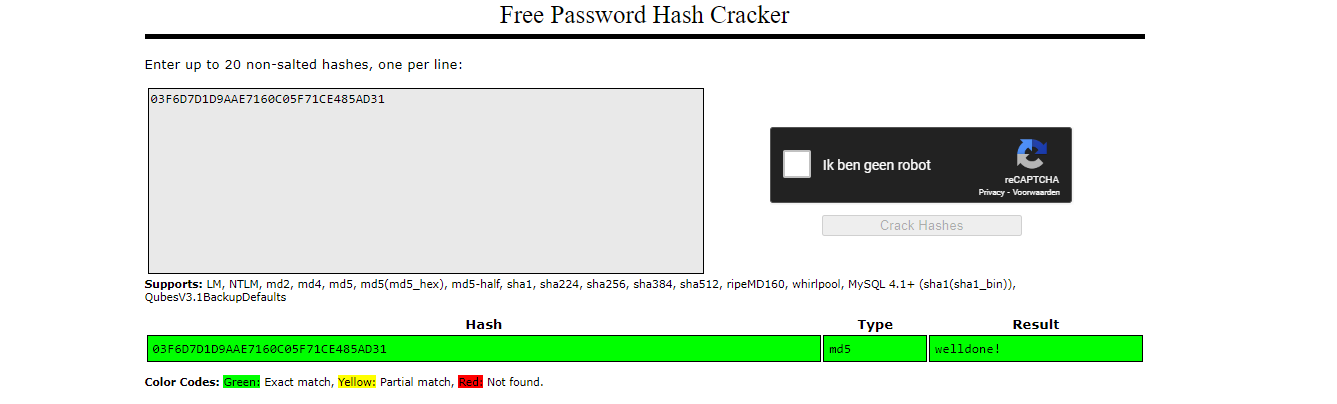 Free Password Hash Cracker
Enter up to 20 non-salted hashes, one per line:
03F6D7D1D9AAE7160C05F71CE485AD31
Ik ben geen robot
reCAPTCHA
Privacy - Voorwaarden
Crack Hashes
Supports: LM, NTLM, md2, md4, md5, md5(md5_hex), md5-half, sha1, sha224, sha256, sha384, sha512, ripeMD160, whirlpool, MySQL 4.1+ (sha1(sha1_bin)),
QubesV3.1BackupDefaults
Hash Type Result
03F6D7D1D9AAE7160C05F71CE485AD31 md5 welldone!
Color Codes: Green: Exact match, Yellow: Partial match, Red: Not found.